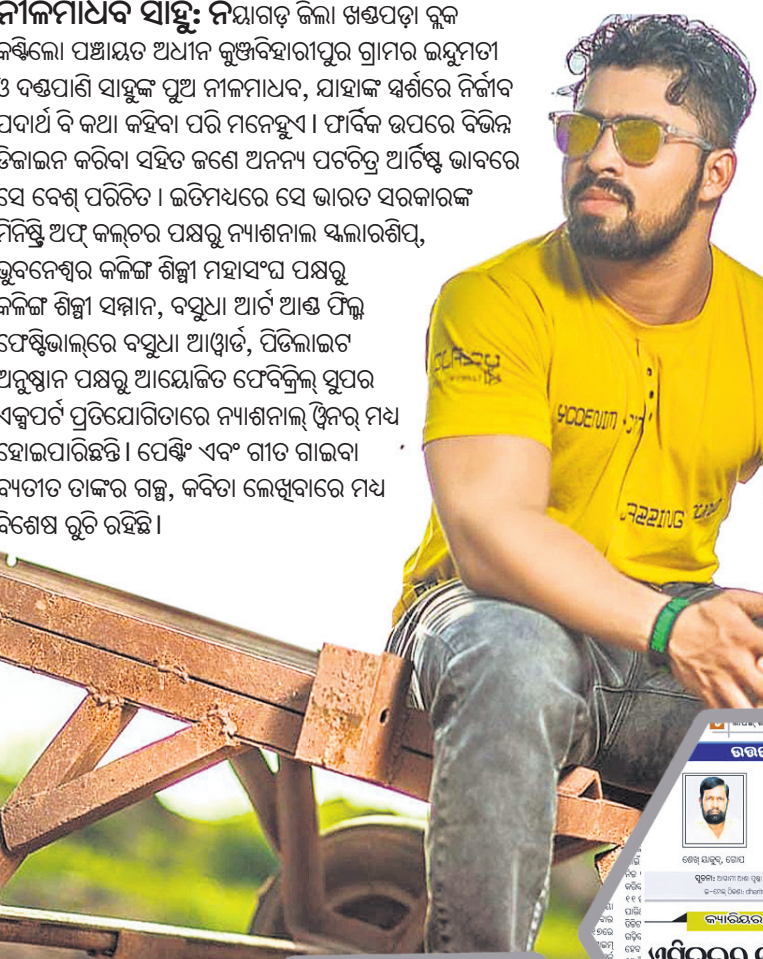 ନୀଳମାଧବ ସାହୁ: ନୟାଗଡ଼ ଜିଲା ଖଣ୍ଡପଡ଼ା ବ୍ଲକ
କଣ୍ଟିଲୋ ପଞ୍ଚାୟତ ଅଧୀନ କୁଞ୍ଜବିହାରୀପୁର ଗ୍ରାମର ଇନ୍ଦୁମତୀ
ଓ ଦଣ୍ଡପାଣି ସାହୁଙ୍କ ପୁଅ ନୀଳମାଧବ, ଯାହାଙ୍କ ସ୍ପର୍ଶରେ ନିର୍ଜୀବ
ପଦାର୍ଥ ବି କଥା କହିବା ପରି ମନେହୁଏ । ଫାର୍ବିକ ଉପରେ ବିଭିନ୍ନ
ଡିଜାଇନ କରିବା ସହିତ ଜଣେ ଅନନ୍ୟ ପଟଚିତ୍ର ଆର୍ଟିଷ୍ଟ ଭାବରେ
ସେ ବେଶ୍ ପରିଚିତ । ଇତିମଧ୍ୟରେ ସେ ଭାରତ ସରକାରଙ୍କ
ମିନିଷ୍ଟ୍ରି ଅଫ୍ କଲ୍‌ଚର ପକ୍ଷରୁ ନ୍ୟାଶନାଲ ସ୍କଲାରଶିପ୍,
ଭୁବନେଶ୍ୱର କଳିଙ୍ଗ ଶିଳ୍ପୀ ମହାସଂଘ ପକ୍ଷରୁ
କଳିଙ୍ଗ ଶିଳ୍ପୀ ସମ୍ମାନ, ବସୁଧା ଆର୍ଟ ଆଣ୍ଡ ଫିଲ୍ମ
ଫେଷ୍ଟିଭାଲ୍‌ରେ ବସୁଧା ଆୱାର୍ଡ, ପିଡିଲାଇଟ
ଅନୁଷ୍ଠାନ ପକ୍ଷରୁ ଆୟୋଜିତ ଫେବିକ୍ରିଲ୍ ସୁପର
ଏକ୍ସପର୍ଟ ପ୍ରତିଯୋଗିତାରେ ନ୍ୟାଶନାଲ୍ ୱିନର୍ ମଧ୍ୟ
ହୋଇପାରିଛନ୍ତି । ପେଣ୍ଟିଂ ଏବଂ ଗୀତ ଗାଇବା
ବ୍ୟତୀତ ତାଙ୍କର ଗଳ୍ପ, କବିତା ଲେଖିବାରେ ମଧ୍ୟ
ବିଶେଷ ରୁଚି ରହିଛି ।
ଶେଖ୍ ୟାକୁବ୍, ଗୋପ
କ୍ୟାରିୟର